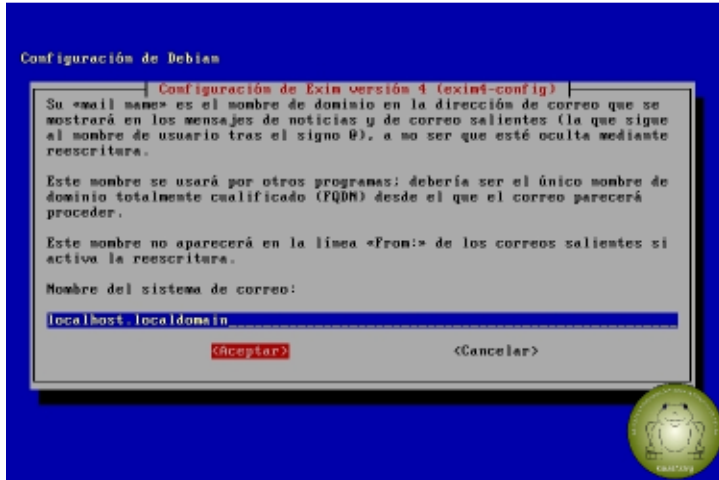 Configuración de Debian
Configuración de Exim versión 4 (exim4-config)
Su «mail name» es el nombre de dominio en la dirección de correo que se
mostrará en los mensajes de noticias y de correo salientes (la que sigue
al nombre de usuario tras el signo @), a no ser que esté oculta mediante
reescritura.
Este nombre se usará por otros programas; debería ser el único nombre de
dominio totalmente cualificado (FQDN) desde el que el correo parecerá
proceder.
Este nombre no aparecerá en la línea «From:» de los correos salientes si
activa la reescritura.
Nombre del sistema de correo:
localhost.localdomain
<Aceptar> <Cancelar>